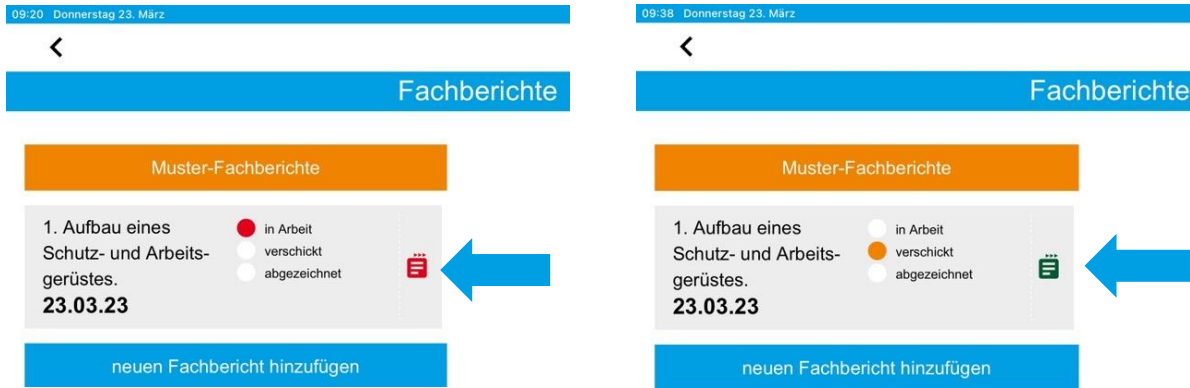 09:20 Donnerstag 23. März
Fachberichte
Muster-Fachberichte
1. Aufbau eines
Schutz- und Arbeits-
gerüstes.
23.03.23
in Arbeit
verschickt
abgezeichnet
neuen Fachbericht hinzufügen
09:38 Donnerstag 23. März
Fachberichte
Muster-Fachberichte
1. Aufbau eines
Schutz- und Arbeits-
gerüstes.
23.03.23
in Arbeit
verschickt
abgezeichnet
neuen Fachbericht hinzufügen